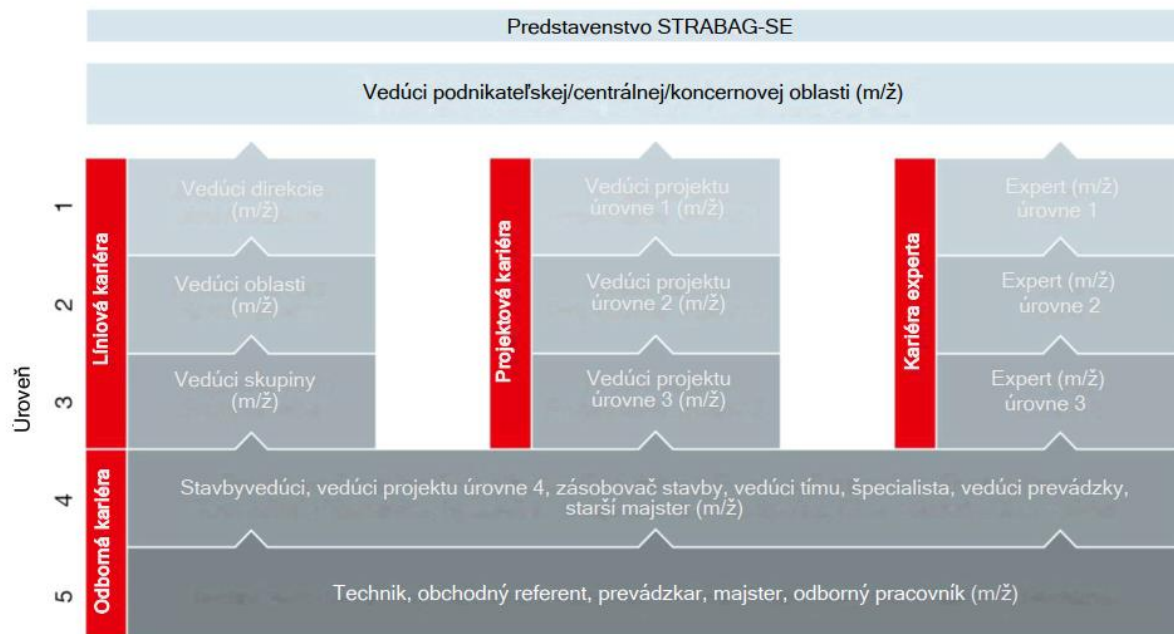 Predstavenstvo STRABAG-SE
Vedúci podnikateľskej/centrálnej/koncernovej oblasti (m/ž)
Úroveň
1
2
3
4
5
Líniová kariéra
Vedúci direkcie
(m/ž)
Vedúci oblasti
(m/ž)
Vedúci skupiny
(m/ž)
Projektová kariéra
Vedúci projektu
úrovne 1 (m/ž)
Vedúci projektu
úrovne 2 (m/ž)
Vedúci projektu
úrovne 3 (m/ž)
Kariéra experta
Expert (m/ž)
úrovne 1
Expert (m/ž)
úrovne 2
Expert (m/ž)
úrovne 3
Odborná kariéra
Stavbyvedúci, vedúci projektu úrovne 4, zásobovač stavby, vedúci tímu, špecialista, vedúci prevádzky,
starší majster (m/ž)
Technik, obchodný referent, prevádzkar, majster, odborný pracovník (m/ž)